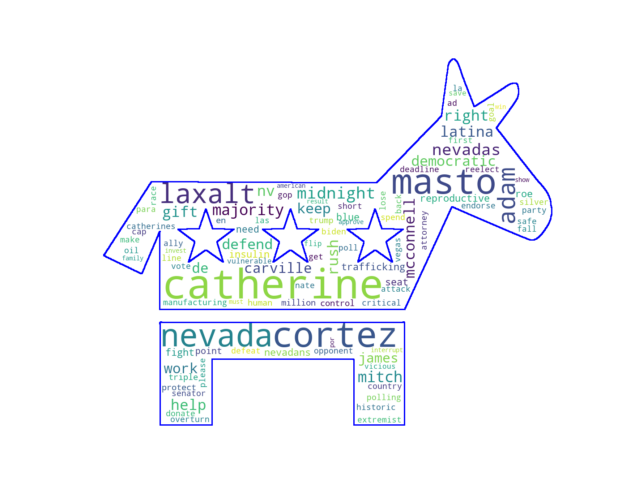 la
save
ad
goal
win
right
latina
first
nevadas
democratic
deadline
reelect
masto
adam
show
roe
reproductive
silver
endorse
party
safe
fall
race
laxalt
nv
american
gop
midnight
result
lose
back
para
gift
majority
keep
short
blue
spend
mcconnell
attorney
en
las
trump
approve
catherines
cap
need
biden
make
ally
defend
rush
flip
poll
vegas
oil
invest
insulin
family
line
vulnerable
get
vote
de
carville
trafficking
catherine
nate
seat
attack
manufacturing
must
human
million
control
critical
nevada
cortez
por
fight
point
defeat
nevadans
opponent
interrupt
james
please
work
vicious
triple
mitch
protect
country
senator
polling
help
historic
donate
overturn
extremist